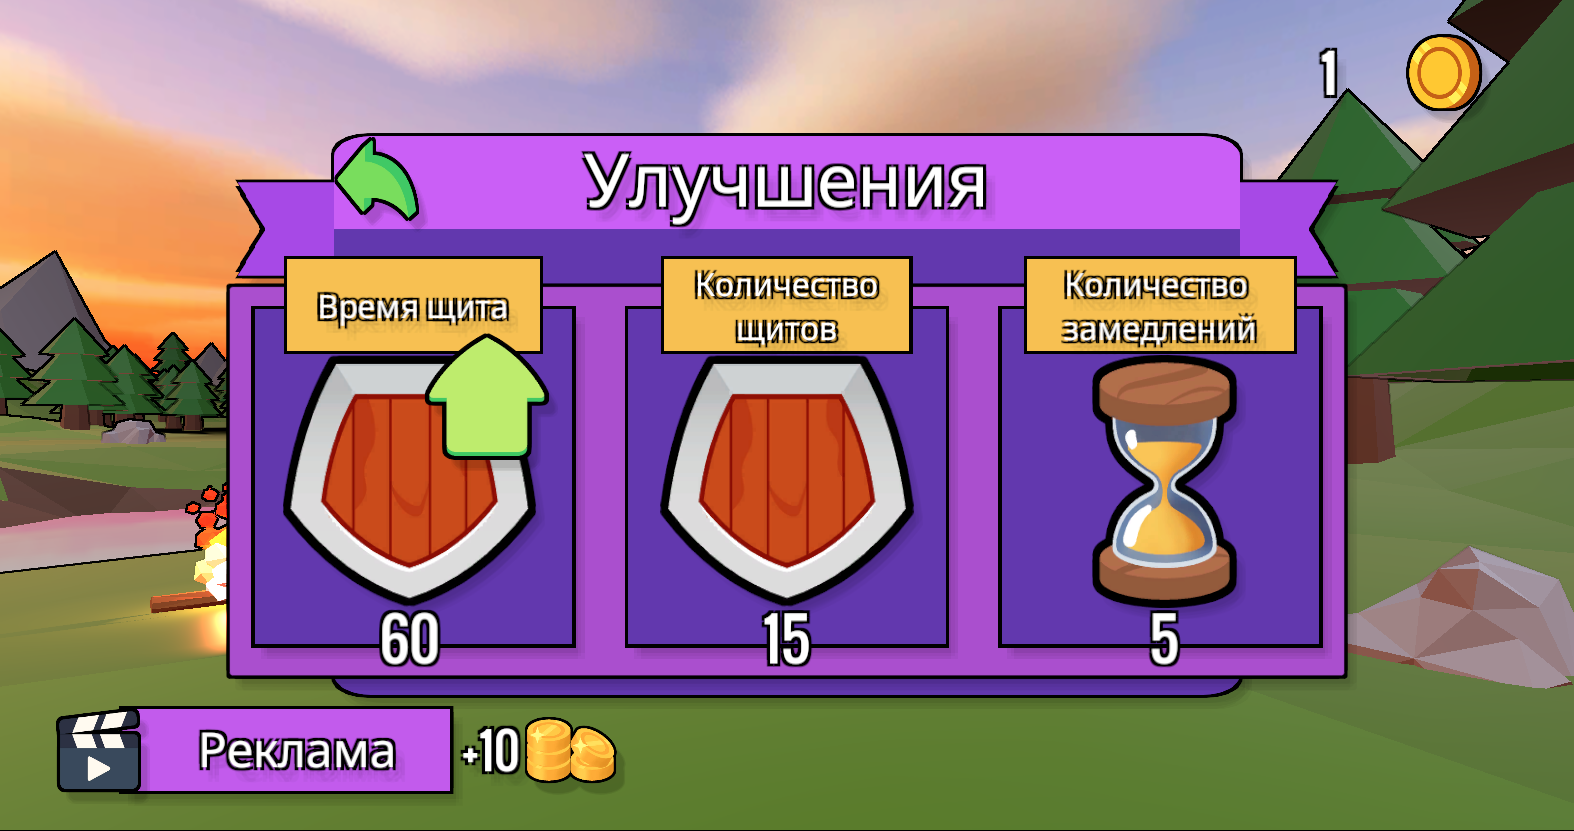 1
Улучшения
Время щита
Количество
щитов
Количество
замедлений
60
15
5
Реклама
+10